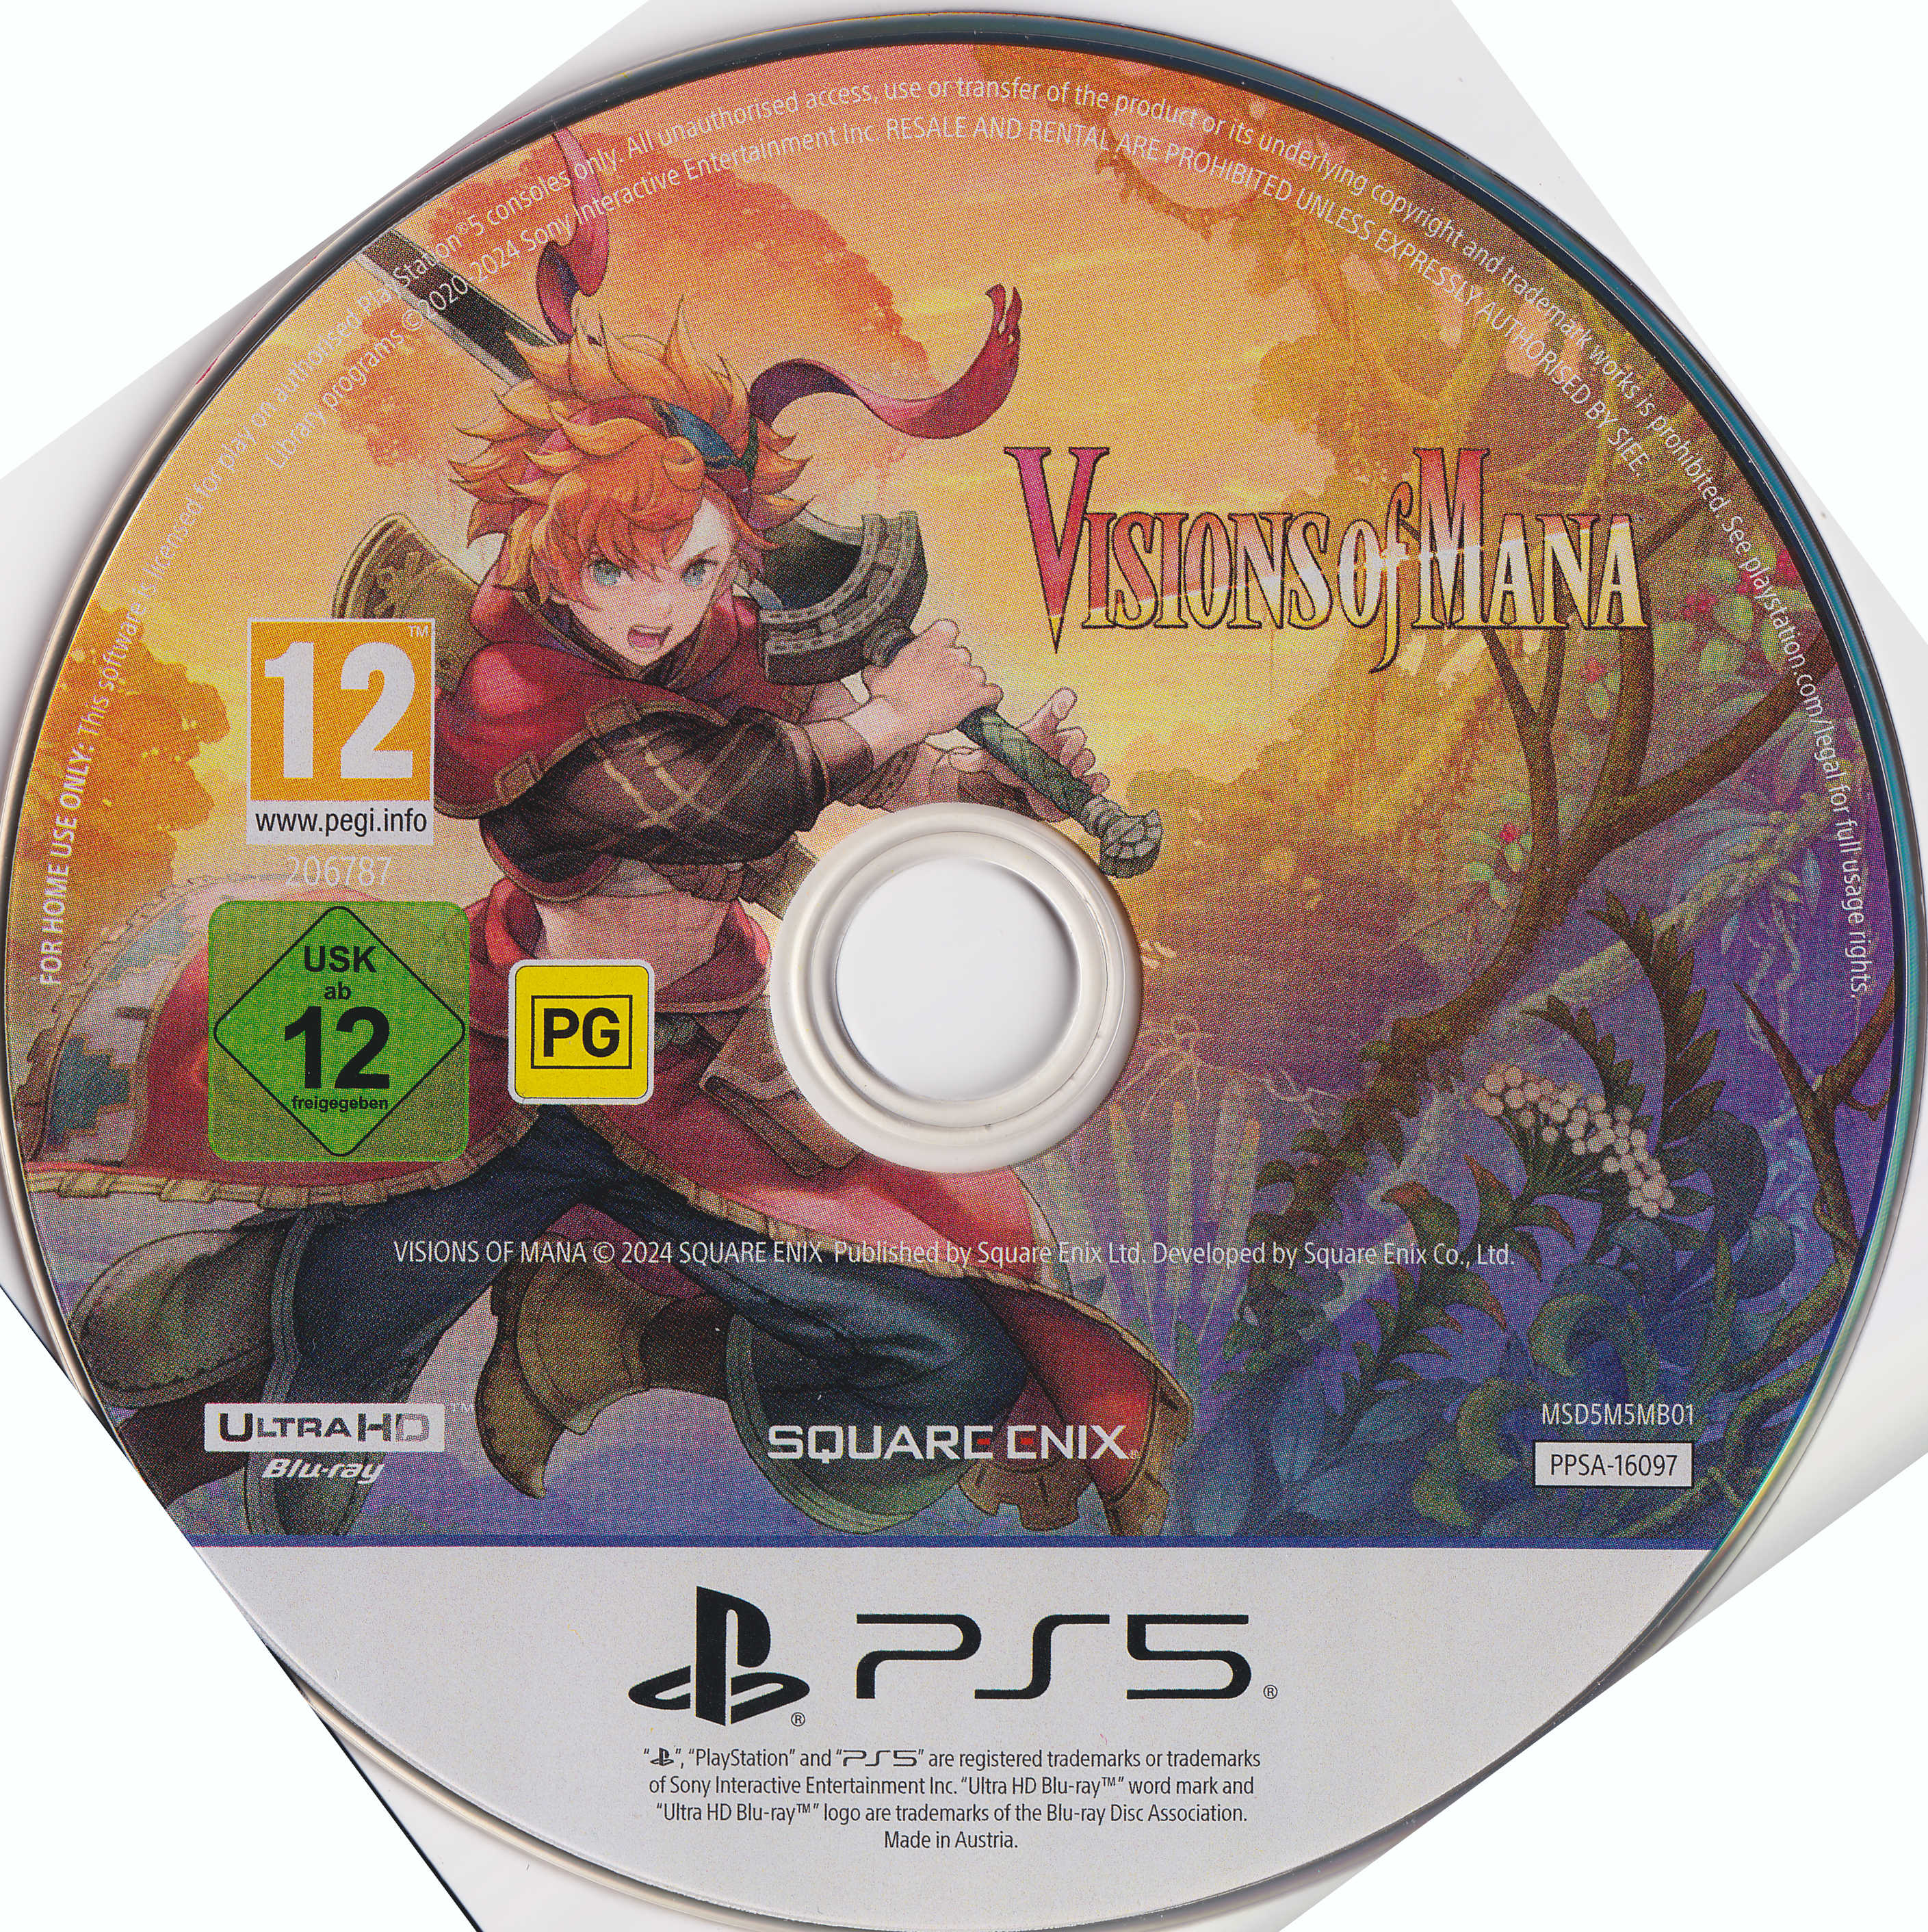 FOR HOME USE ONLY: This software is licensed for play on authorised PlayStation®5 consoles only. All unauthorised access, use or transfer of the product or its underlying copyright and trademark works is prohibited. See playstation.com/legal for full usage rights.
Library programs © 2020-2024 Sony Interactive Entertainment Inc. RESALE AND RENTAL ARE PROHIBITED UNLESS EXPRESSLY AUTHORISED BY SIEE.
VISIONS of MANA
12 ™
www.pegi.info
206787
USK
ab
12
freigegeben
PG
VISIONS OF MANA © 2024 SQUARE ENIX Published by Square Enix Ltd. Developed by Square Enix Co., Ltd.
ULTRA HD ™
Blu-ray
SQUARE ENIX®
MSD5M5MB01
PPSA-16097
® PS5®
"", "PlayStation" and "PS5" are registered trademarks or trademarks
of Sony Interactive Entertainment Inc. "Ultra HD Blu-ray™" word mark and
"Ultra HD Blu-ray™" logo are trademarks of the Blu-ray Disc Association.
Made in Austria.